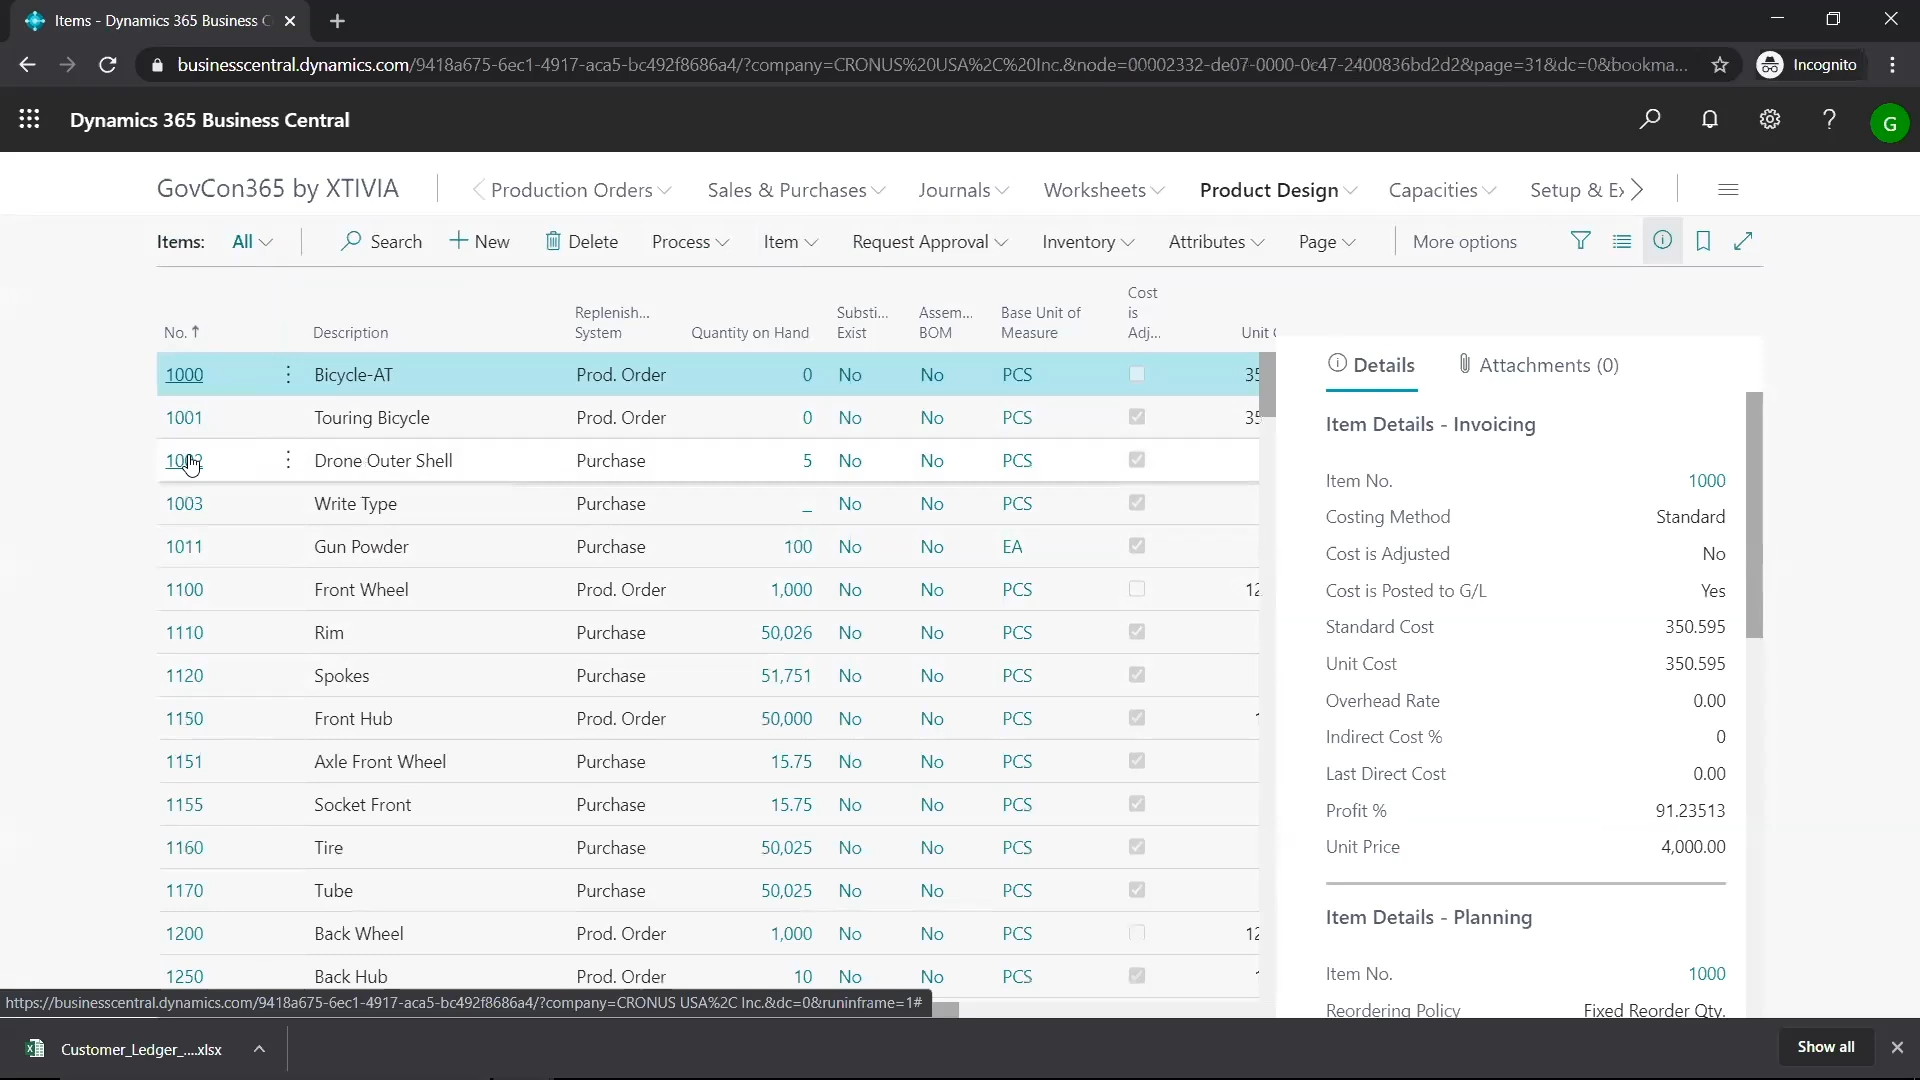 Items - Dynamics 365 Business C
businesscentral.dynamics.com/9418a675-6ec1-4917-aca5-bc492f8686a4/?company=CRONUS%20USA%2C%20Inc.&node=00002332-de07-0000-0c47-2400836bd2d2&page=31&dc=0&bookma...
Incognito
Dynamics 365 Business Central
G
GovCon365 by XTIVIA
Production Orders Sales & Purchases Journals Worksheets Product Design Capacities Setup & Ex
Items: All Search New Delete Process Item Request Approval Inventory Attributes Page More options
No. Description Replenish... System Quantity on Hand Substi... Exist Assem... BOM Base Unit of Measure Cost is Adj... Unit
1000 Bicycle-AT Prod. Order 0 No No PCS 35
1001 Touring Bicycle Prod. Order 0 No No PCS 35
Drone Outer Shell Purchase 5 No No PCS
1003 Write Type Purchase _ No No PCS
1011 Gun Powder Purchase 100 No No EA
1100 Front Wheel Prod. Order 1,000 No No PCS 12
1110 Rim Purchase 50,026 No No PCS
1120 Spokes Purchase 51,751 No No PCS
1150 Front Hub Prod. Order 50,000 No No PCS 1
1151 Axle Front Wheel Purchase 15.75 No No PCS
1155 Socket Front Purchase 15.75 No No PCS
1160 Tire Purchase 50,025 No No PCS
1170 Tube Purchase 50,025 No No PCS
1200 Back Wheel Prod. Order 1,000 No No PCS 12
1250 Back Hub Prod. Order 10 No No PCS 1
Details Attachments (0)
Item Details - Invoicing
Item No. 1000
Costing Method Standard
Cost is Adjusted No
Cost is Posted to G/L Yes
Standard Cost 350.595
Unit Cost 350.595
Overhead Rate 0.00
Indirect Cost % 0
Last Direct Cost 0.00
Profit % 91.23513
Unit Price 4,000.00
Item Details - Planning
Item No. 1000
Reordering Policy Fixed Reorder Qty.
https://businesscentral.dynamics.com/9418a675-6ec1-4917-aca5-bc492f8686a4/?company=CRONUS USA%2C Inc.&dc=0&runinframe=1#
Customer_Ledger_....xlsx
Show all